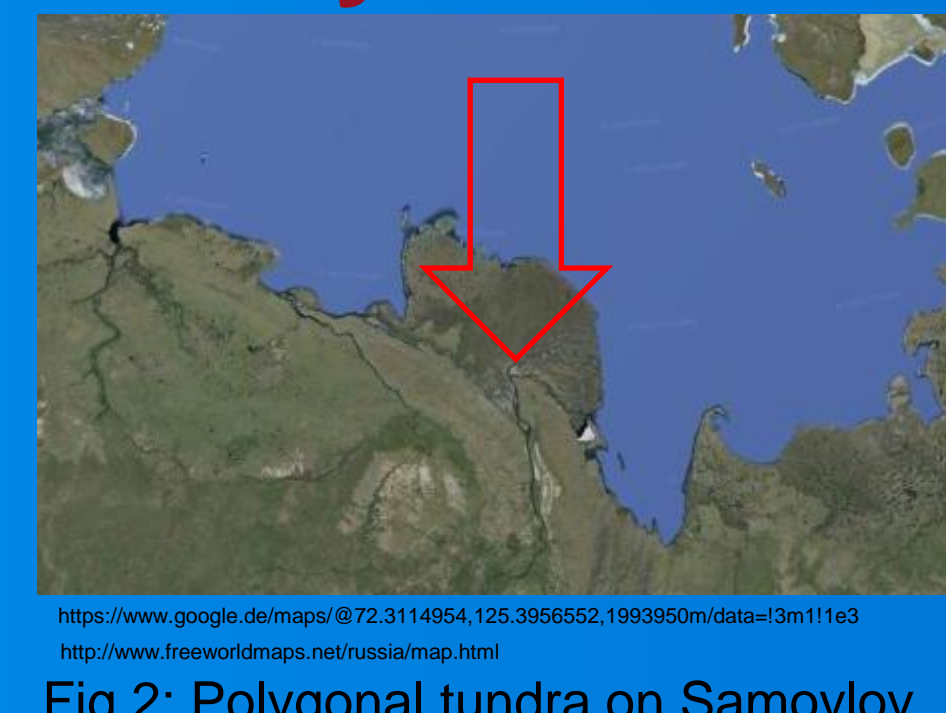 https://www.google.de/maps/@72.3114954,125.3956552,1993950m/data=!3m1!1e3
http://www.freeworldmaps.net/russia/map.html
Fig 2: Polygonal tundra on Samoylov